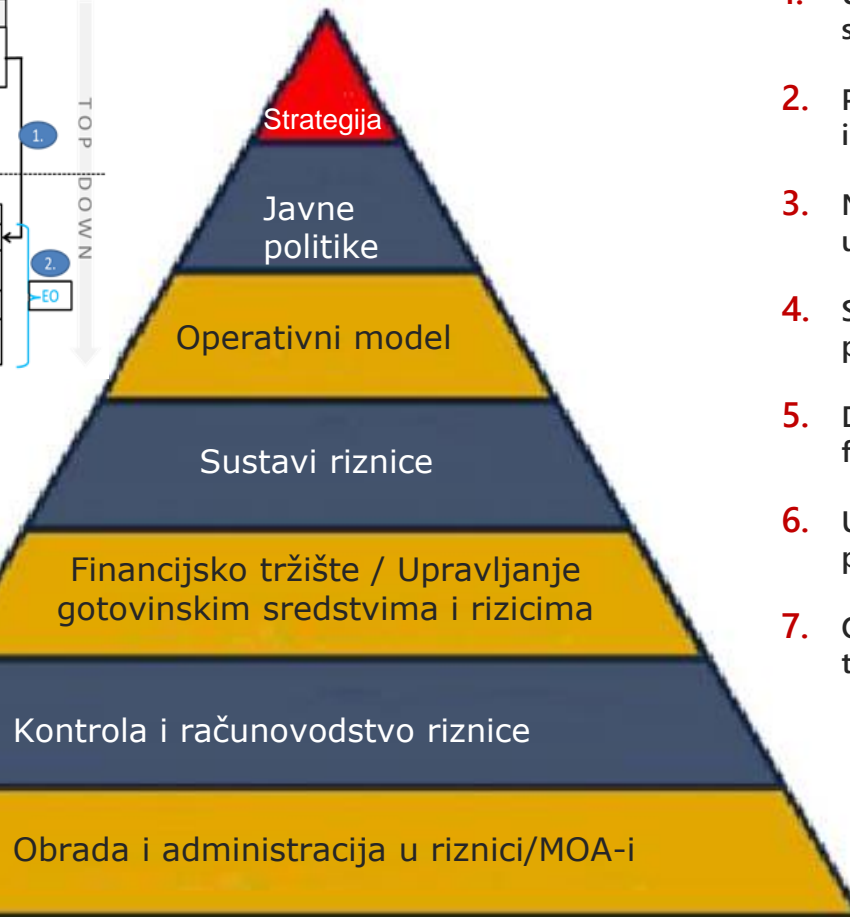 TOP DOWN
1.
2.
EO
Strategija
Javne
politike
Operativni model
Sustavi riznice
Financijsko tržište / Upravljanje
gotovinskim sredstvima i rizicima
Kontrola i računovodstvo riznice
Obrada i administracija u riznici/MOA-i
2.
3.
4.
5.
6.
7.